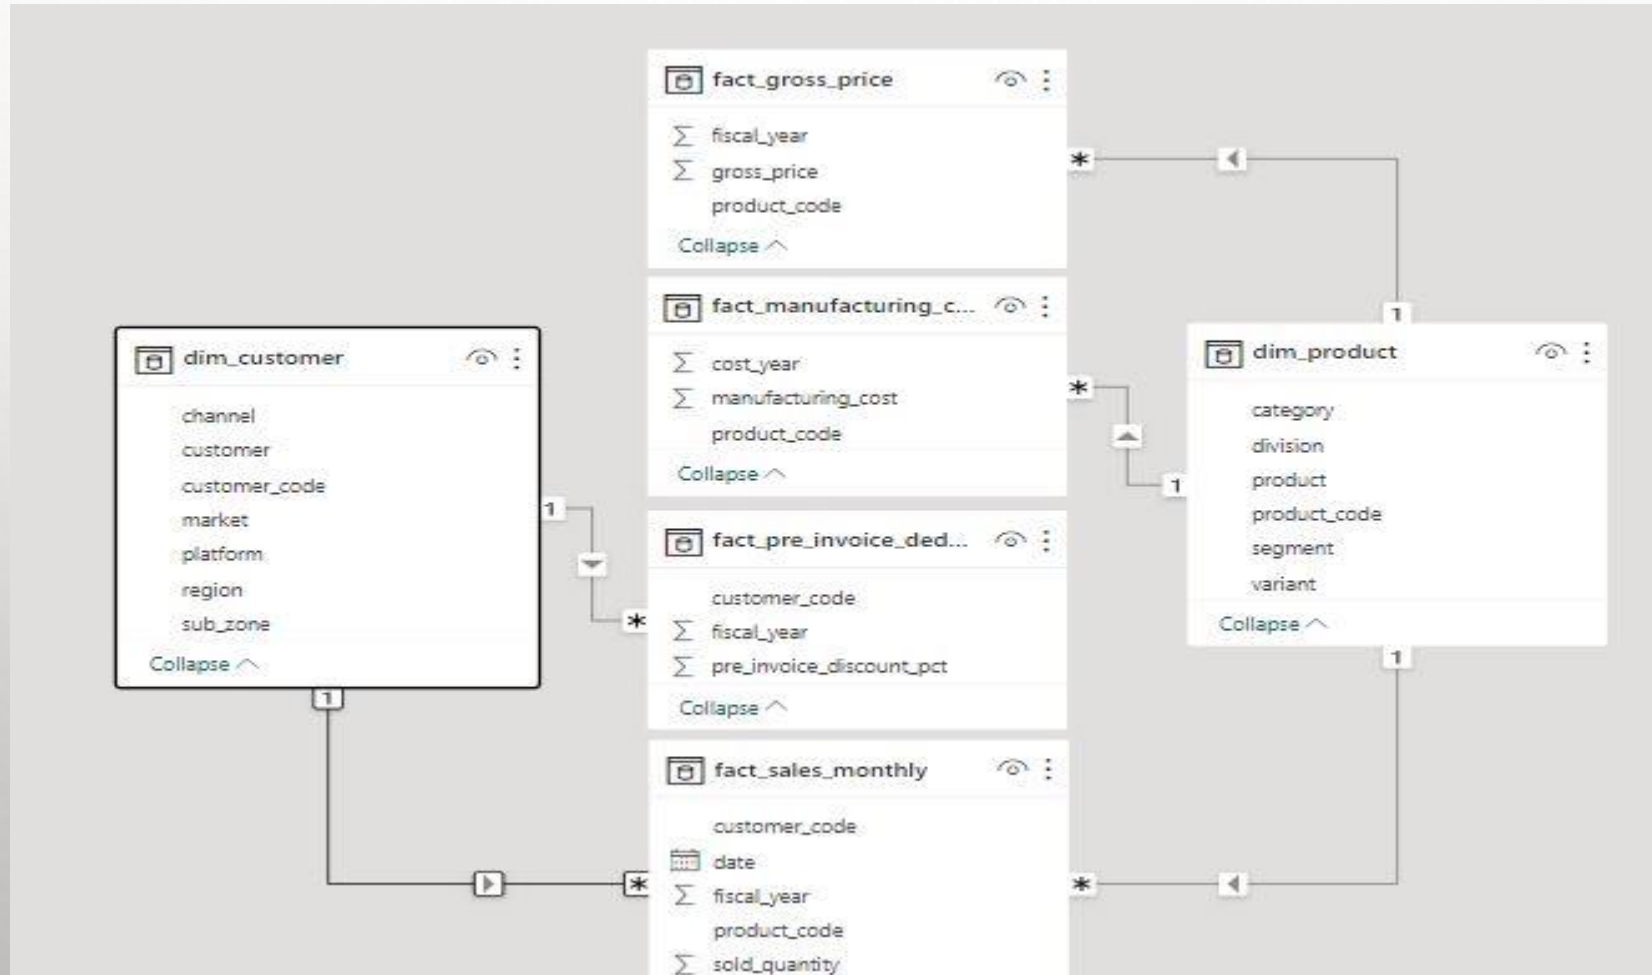 fact_gross_price
Σ fiscal_year
Σ gross_price
product_code
Collapse
*
1
fact_manufacturing_c...
Σ cost_year
Σ manufacturing_cost
product_code
Collapse
*
1
dim_customer
channel
customer
customer_code
market
platform
region
sub_zone
Collapse
1
*
1
*
fact_pre_invoice_ded...
customer_code
Σ fiscal_year
Σ pre_invoice_discount_pct
Collapse
dim_product
category
division
product
product_code
segment
variant
Collapse
1
*
fact_sales_monthly
customer_code
date
Σ fiscal_year
product_code
Σ sold_quantity